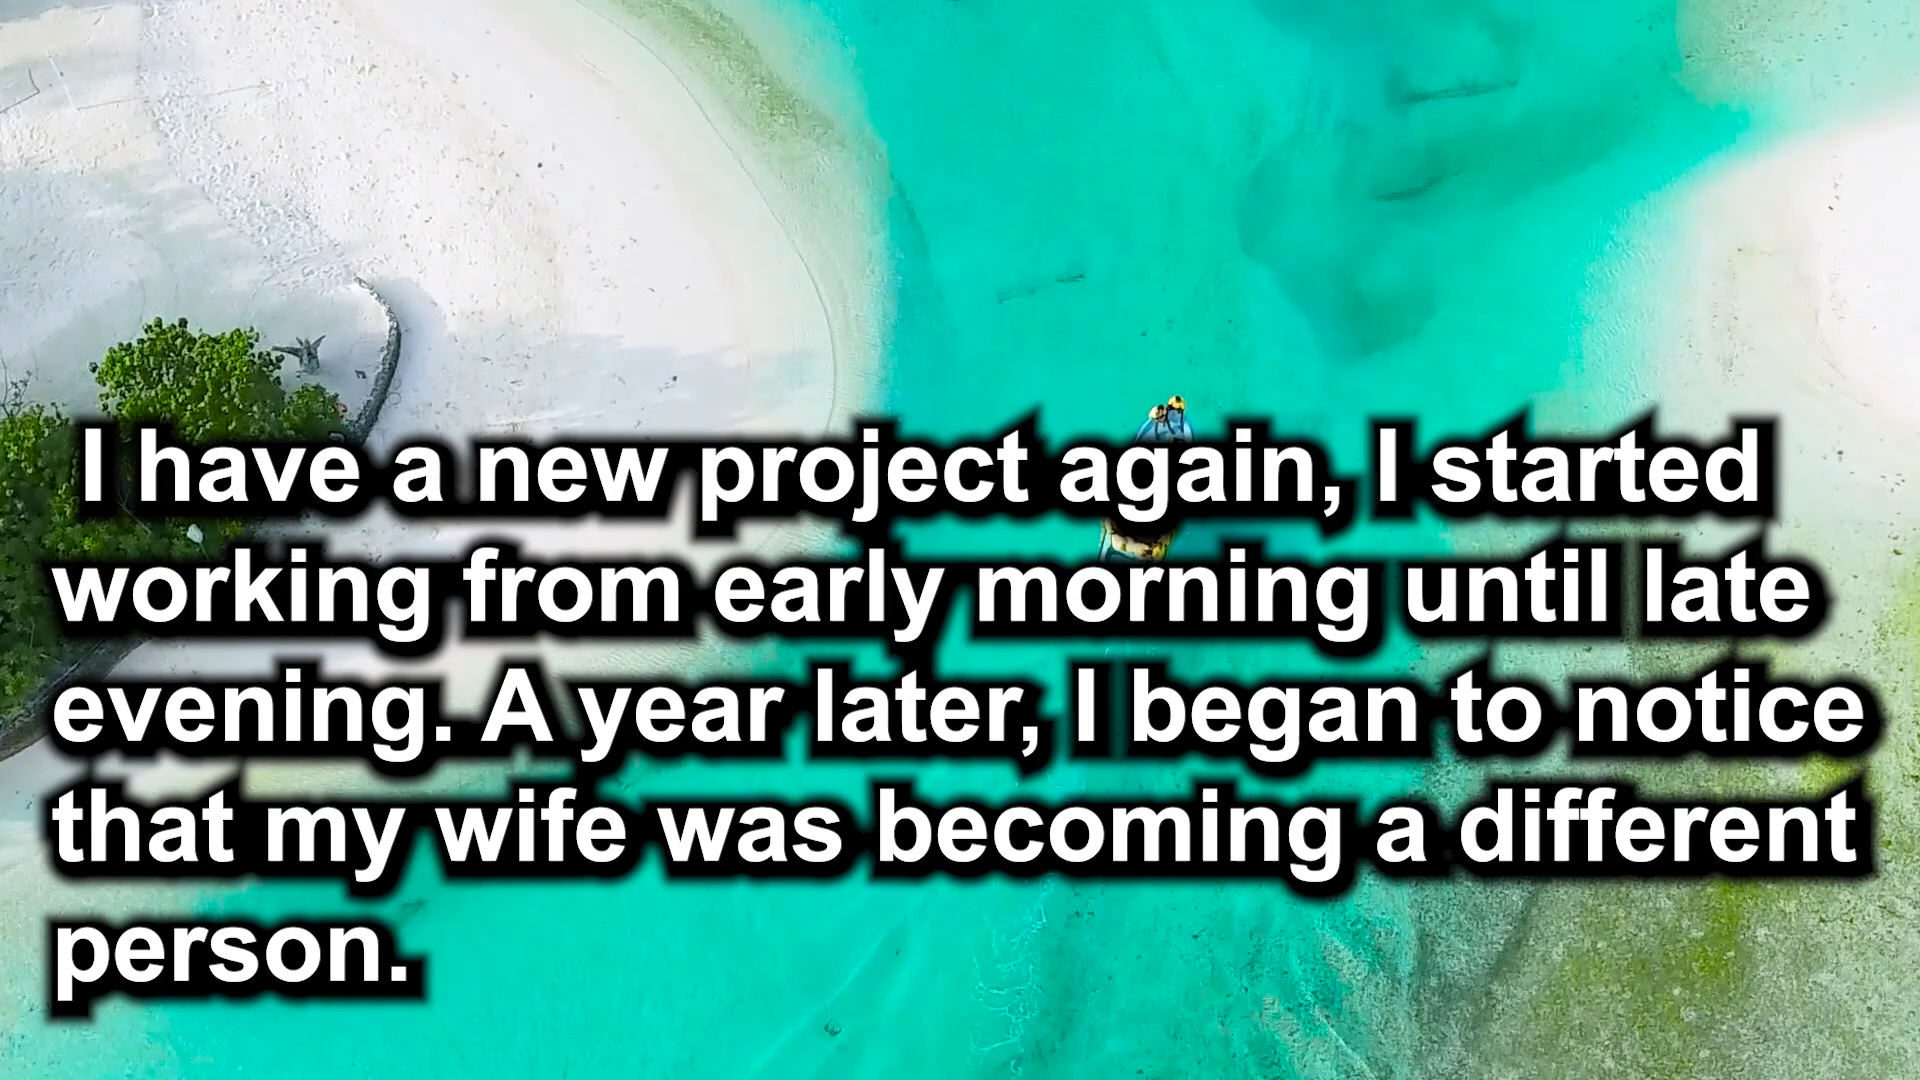 I have a new project again, I started
working from early morning until late
evening. A year later, I began to notice
that my wife was becoming a different
person.